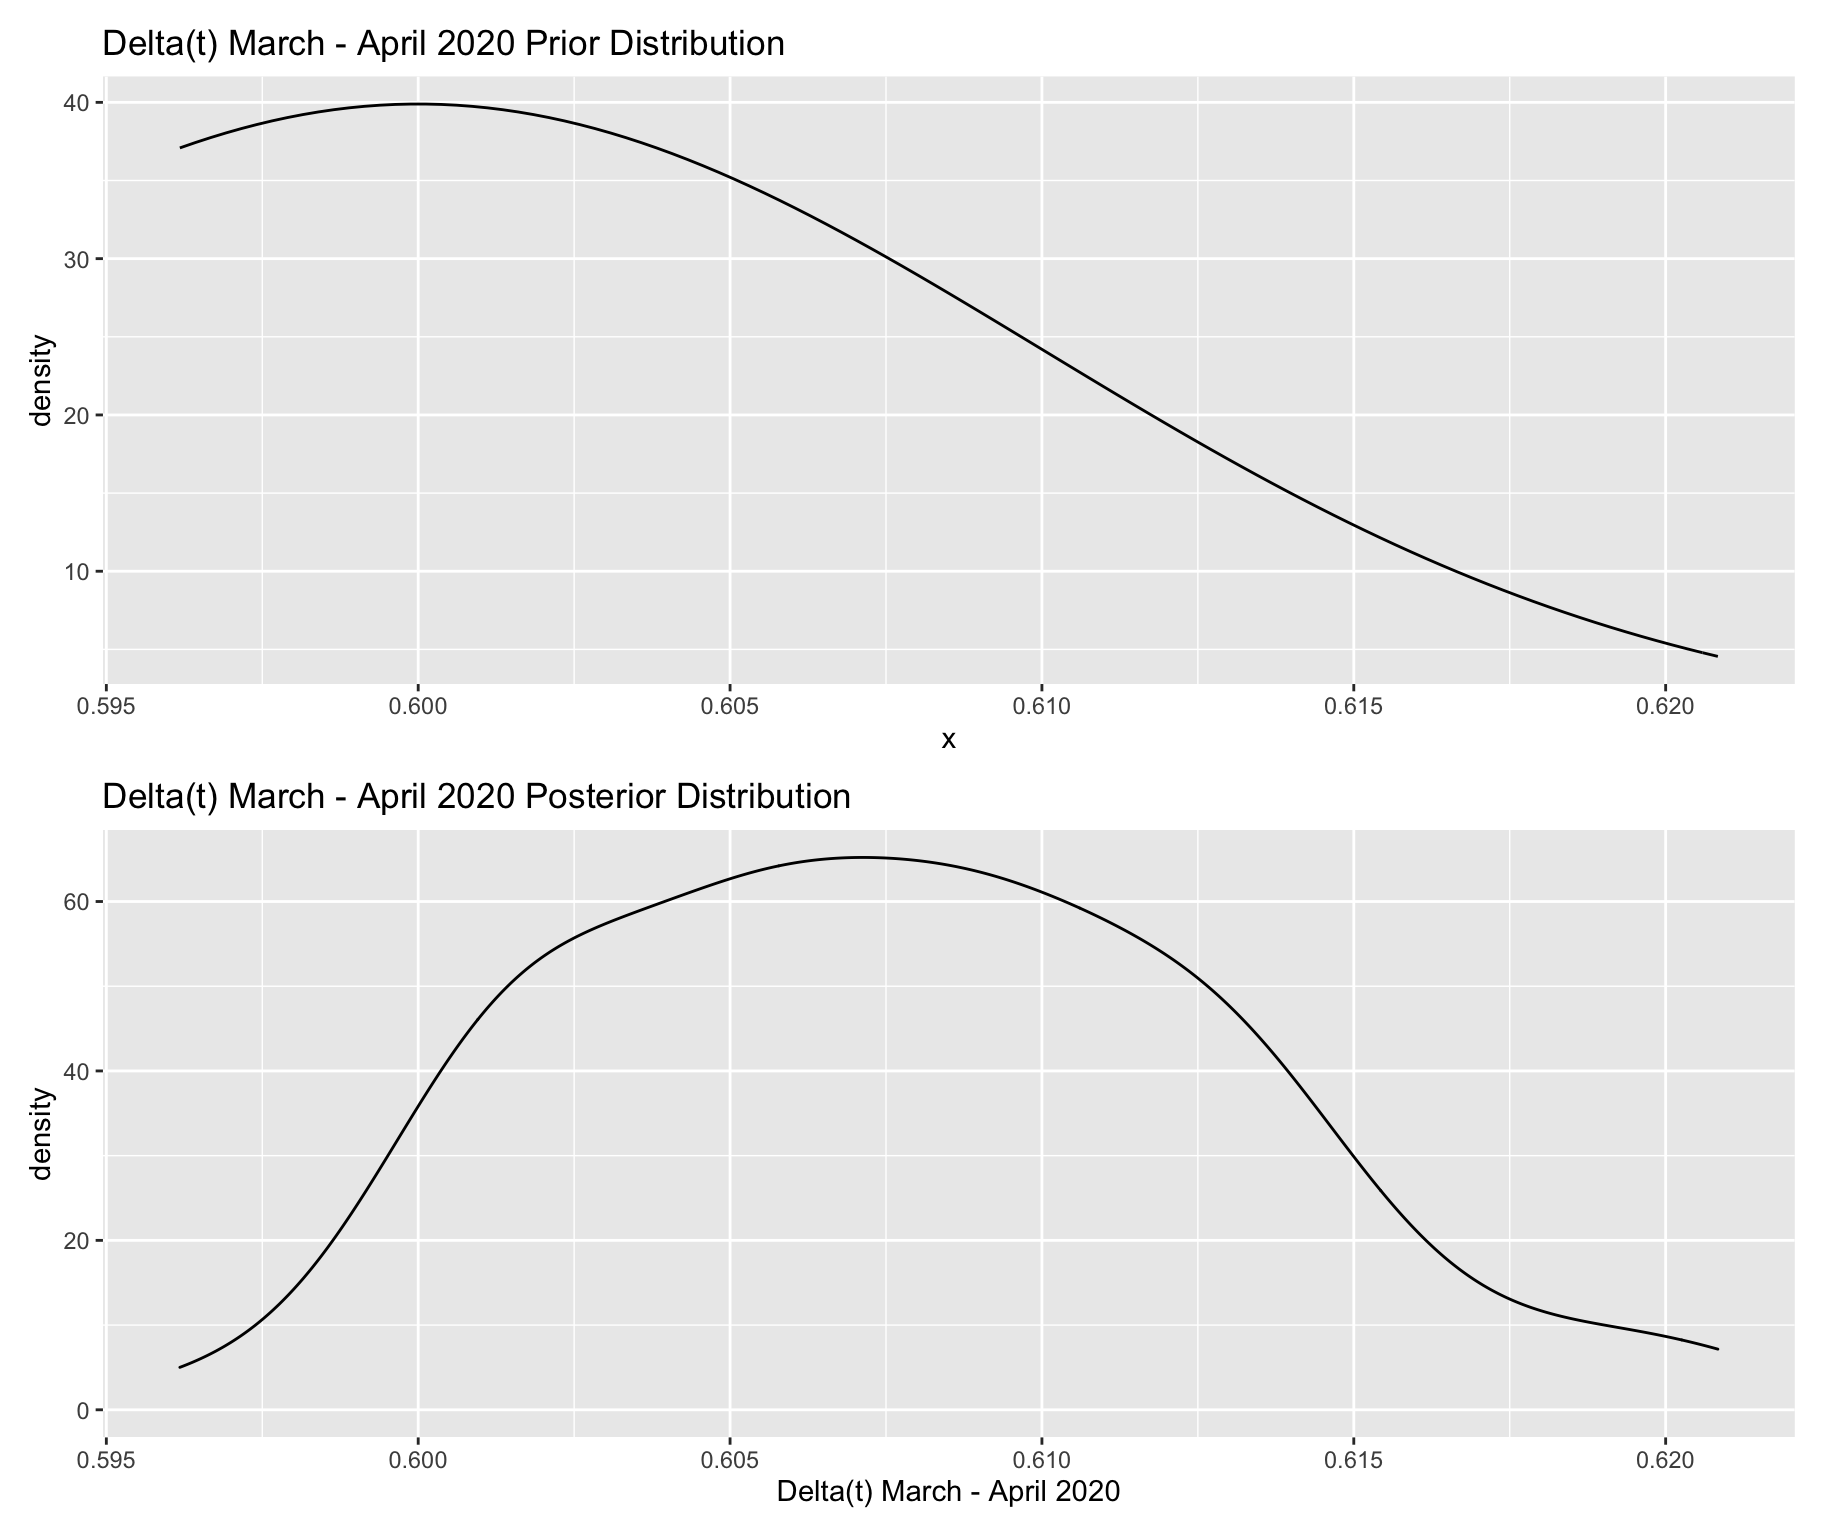 Delta(t) March - April 2020 Prior Distribution
40
30
20
10
density
0.595 0.600 0.605 0.610 0.615 0.620
x
Delta(t) March - April 2020 Posterior Distribution
60
40
20
0
density
0.595 0.600 0.605 0.610 0.615 0.620
Delta(t) March - April 2020